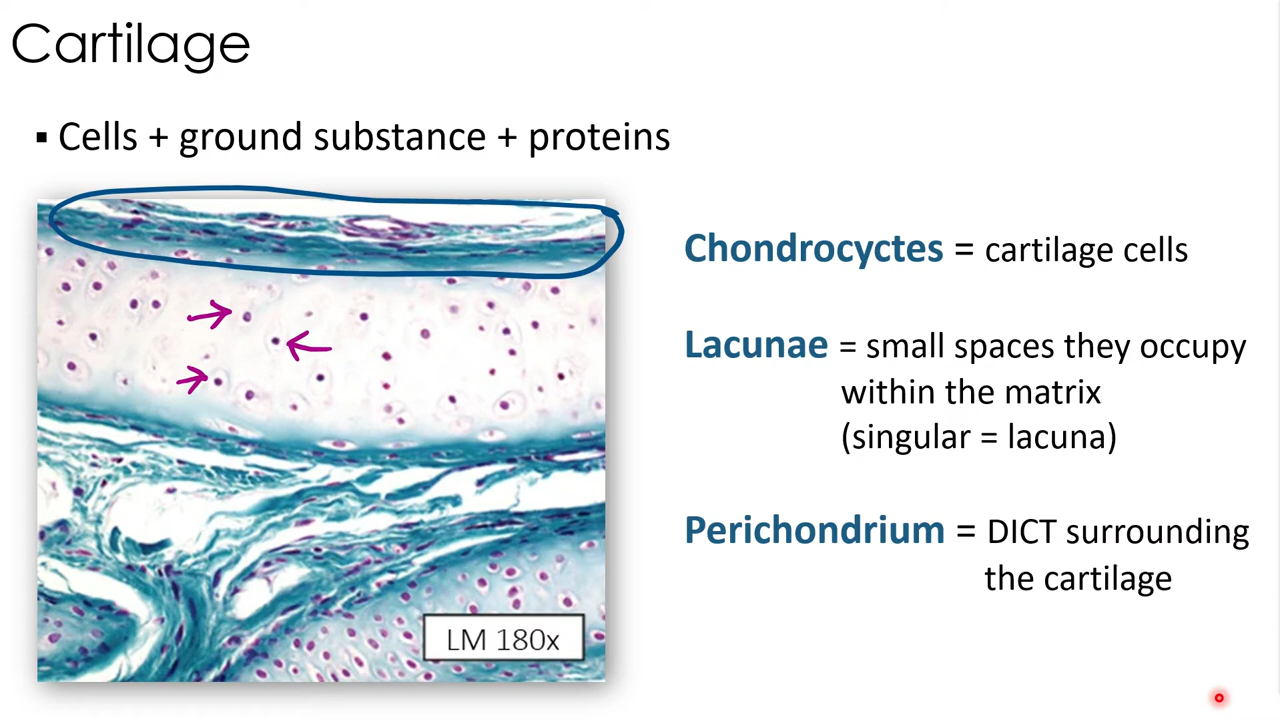 Cartilage
▪ Cells + ground substance + proteins
Chondrocyctes = cartilage cells
Lacunae = small spaces they occupy
within the matrix
(singular = lacuna)
Perichondrium = DICT surrounding
the cartilage
LM 180x